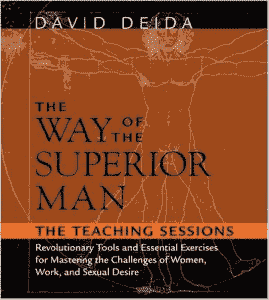 DAVID DEIDA
THE
WAY OF THE
SUPERIOR
MAN
THE TEACHING SESSIONS
Revolutionary Tools and Essential Exercises
for Mastering the Challenges of Women,
Work, and Sexual Desire